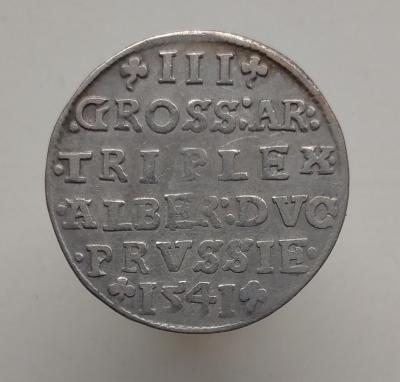 III
·GROSS:AR:
·TRIPLEX·
·ALBER:DVC
·PRVSSIE·
·1541